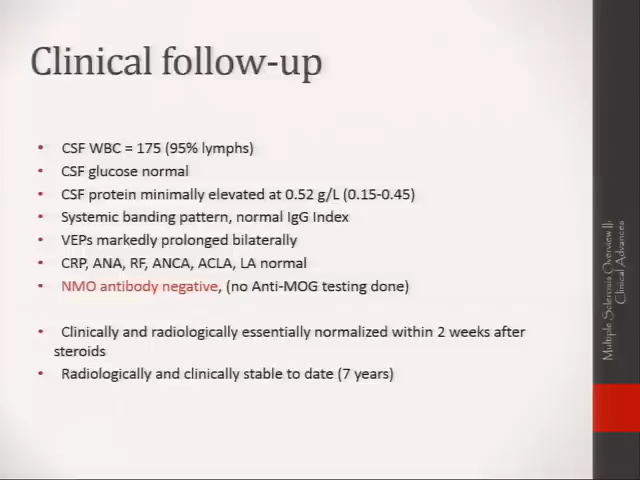 Clinical follow-up
• CSF WBC = 175 (95% lymphs)
• CSF glucose normal
• CSF protein minimally elevated at 0.52 g/L (0.15-0.45)
• Systemic banding pattern, normal IgG Index
• VEPs markedly prolonged bilaterally
• CRP, ANA, RF, ANCA, ACLA, LA normal
• NMO antibody negative, (no Anti-MOG testing done)
• Clinically and radiologically essentially normalized within 2 weeks after
steroids
• Radiologically and clinically stable to date (7 years)
Multiple Sclerosis Overview II:
Clinical Advances